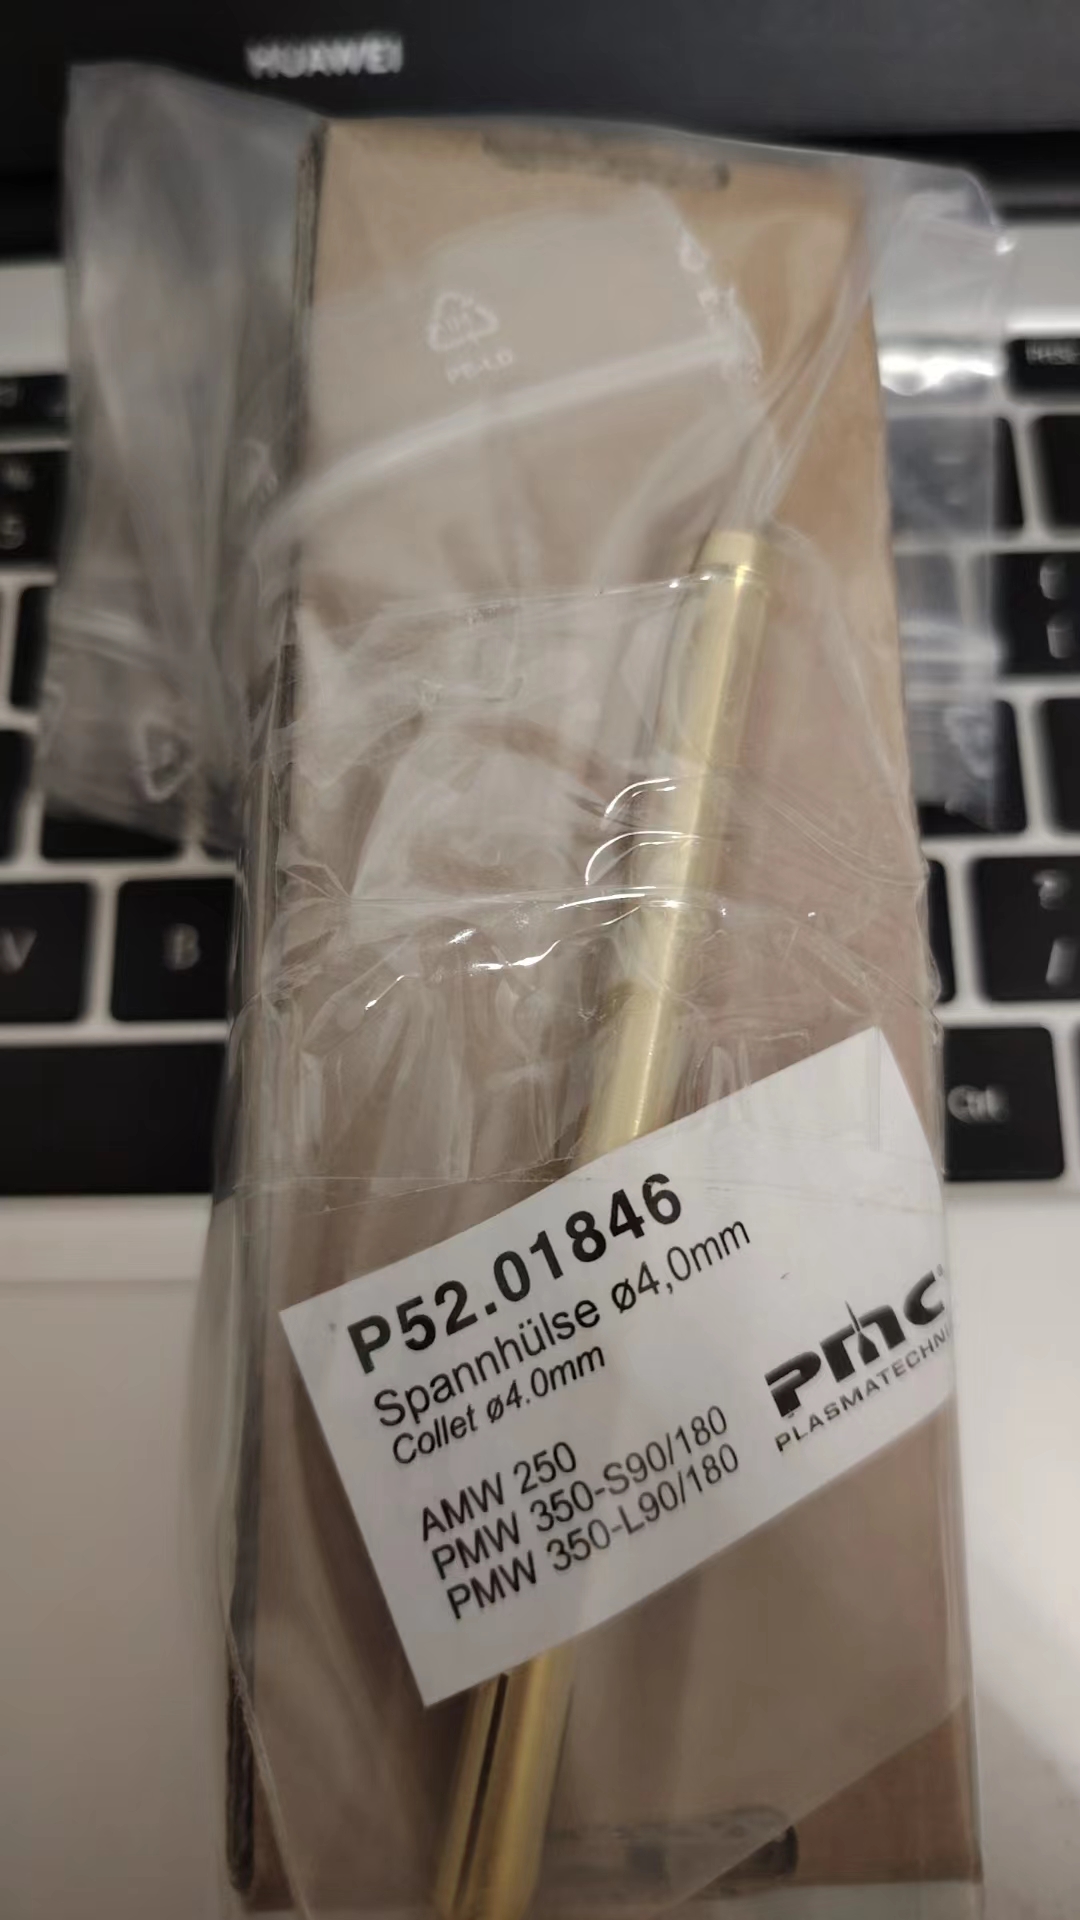 HUAWEI
PE-LD
V
B
Ctrl
P52.01846
Spannhülse ø4,0mm
Collet ø4.0mm
AMW 250
PMW 350-S90/180
PMW 350-L90/180
pmc
PLASMATECHNI